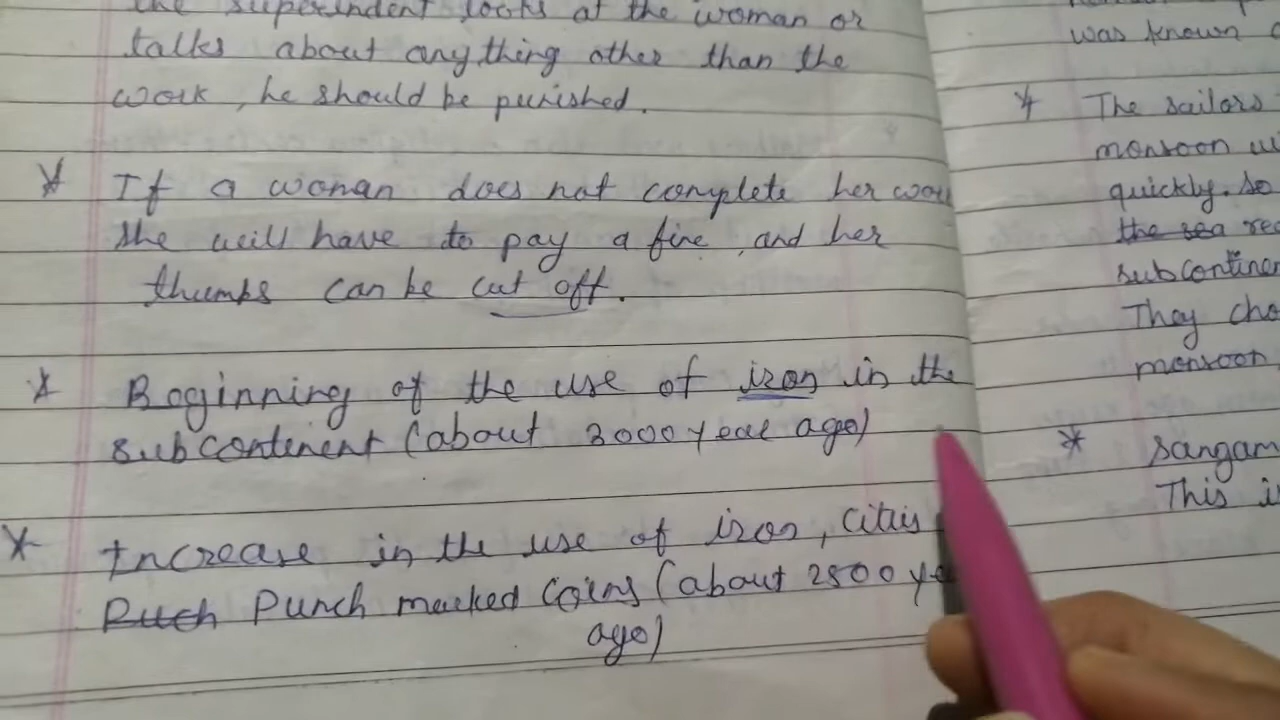 the superindent looks at the woman or
talks about anything other than the
work, he should be punished.
* If a woman does not complete her work
she will have to pay a fine and her
thumbs can be cut off.
* Beginning of the use of iron in the
subcontinent (about 3000 year ago)
* Increase in the use of iron, cities
Puch Punch marked coins (about 2500
ago)
was known
* The sailors
monsoon
quickly. So
the sea
They
monsoon
* Sangam
This